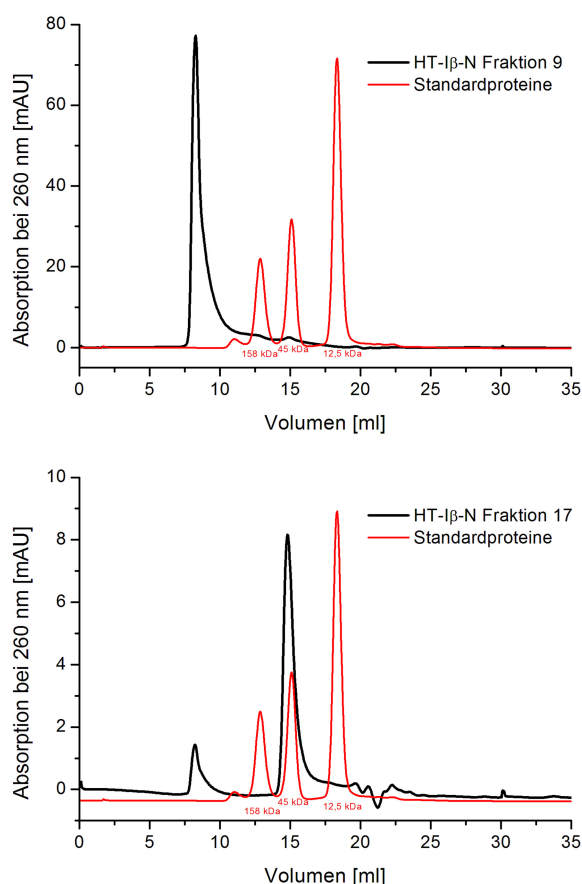 80
60
40
20
0
Absorption bei 260 nm [mAU]
HT-Iβ-N Fraktion 9
Standardproteine
158 kDa
45 kDa
12,5 kDa
0 5 10 15 20 25 30 35
Volumen [ml]
10
8
6
4
2
0
Absorption bei 260 nm [mAU]
HT-Iβ-N Fraktion 17
Standardproteine
158 kDa
45 kDa
12,5 kDa
0 5 10 15 20 25 30 35
Volumen [ml]